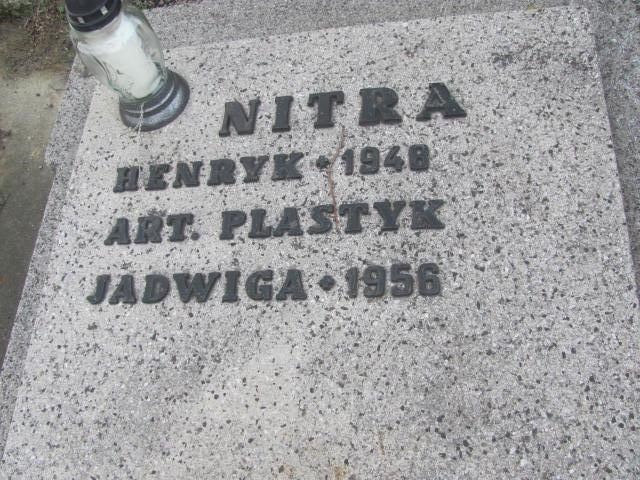 NITRA
HENRYK • 1948
ART. PLASTYK
JADWIGA • 1956